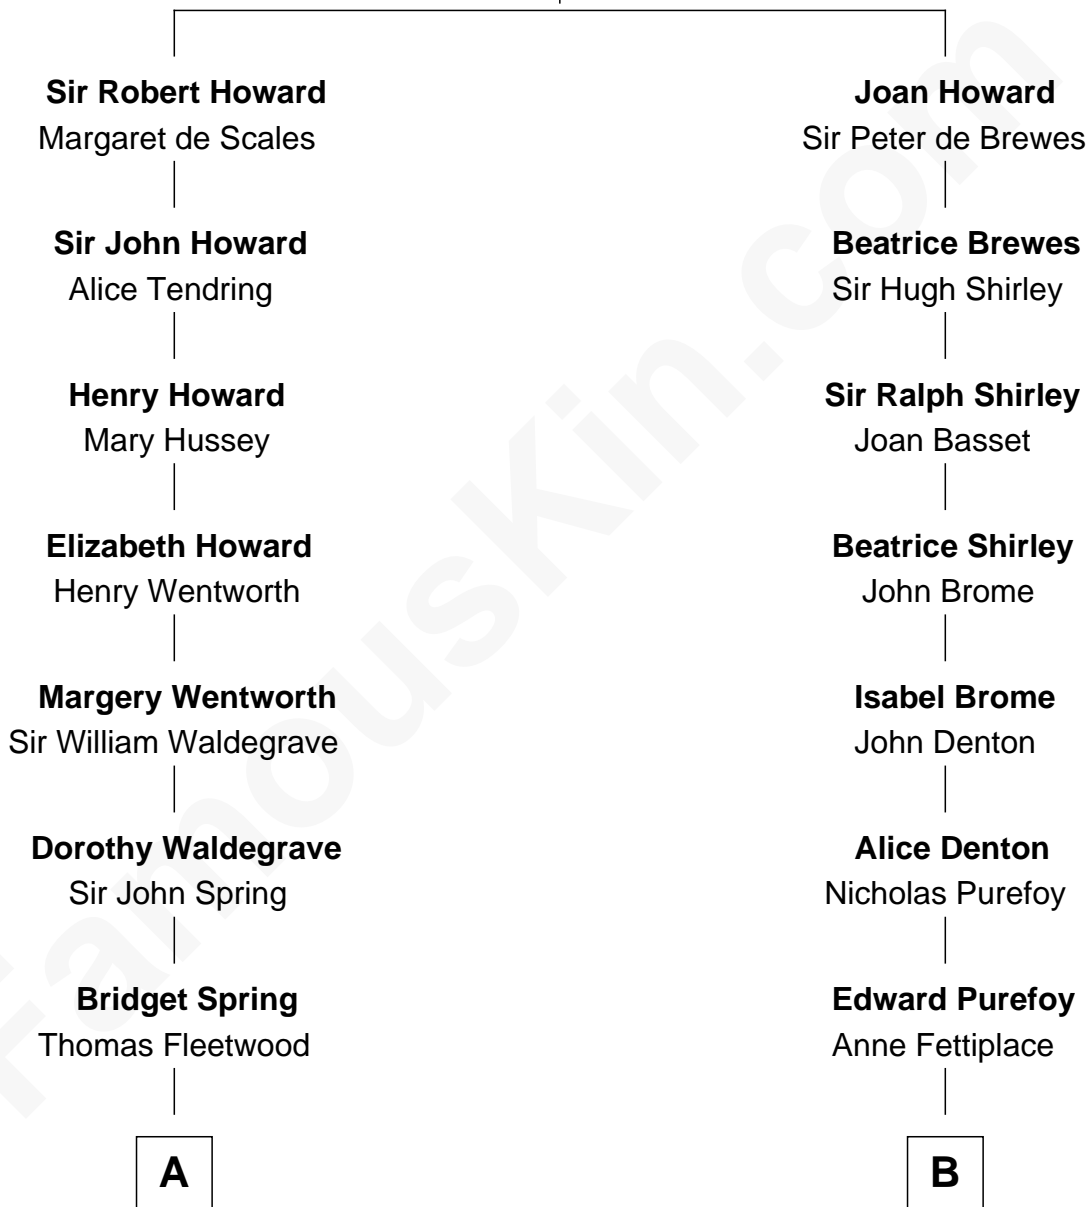 Sir Robert Howard
Margaret de Scales
Sir John Howard
Alice Tendring
Henry Howard
Mary Hussey
Elizabeth Howard
Henry Wentworth
Margery Wentworth
Sir William Waldegrave
Dorothy Waldegrave
Sir John Spring
Bridget Spring
Thomas Fleetwood
A
Joan Howard
Sir Peter de Brewes
Beatrice Brewes
Sir Hugh Shirley
Sir Ralph Shirley
Joan Basset
Beatrice Shirley
John Brome
Isabel Brome
John Denton
Alice Denton
Nicholas Purefoy
Edward Purefoy
Anne Fettiplace
B
FamousKin.com